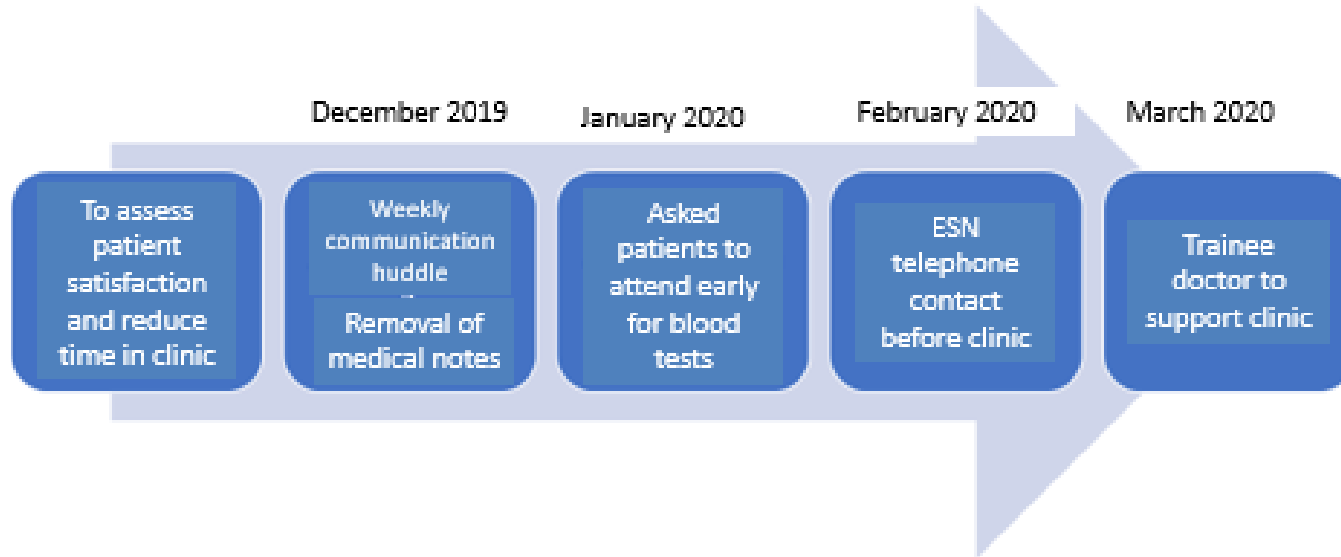 December 2019
January 2020
February 2020
March 2020
To assess
patient
satisfaction
and reduce
time in clinic
Weekly
communication
huddle
Removal of
medical notes
Asked
patients to
attend early
for blood
tests
ESN
telephone
contact
before clinic
Trainee
doctor to
support clinic